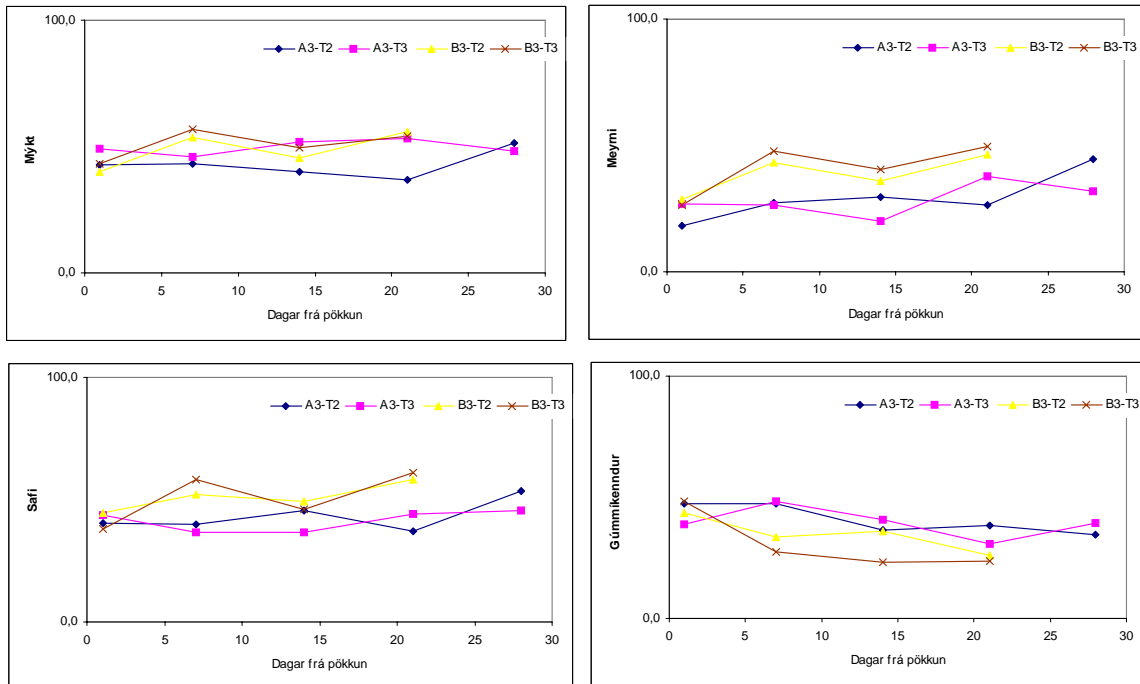 100,0
A3-T2 A3-T3 B3-T2 B3-T3
Mýkt
0,0
0 5 10 15 20 25 30
Dagar frá pökkun
100,0
A3-T2 A3-T3 B3-T2 B3-T3
Meyrni
0,0
0 5 10 15 20 25 30
Dagar frá pökkun
100,0
A3-T2 A3-T3 B3-T2 B3-T3
Safi
0,0
0 5 10 15 20 25 30
Dagar frá pökkun
100,0
A3-T2 A3-T3 B3-T2 B3-T3
Gúmmíkenndur
0,0
0 5 10 15 20 25 30
Dagar frá pökkun